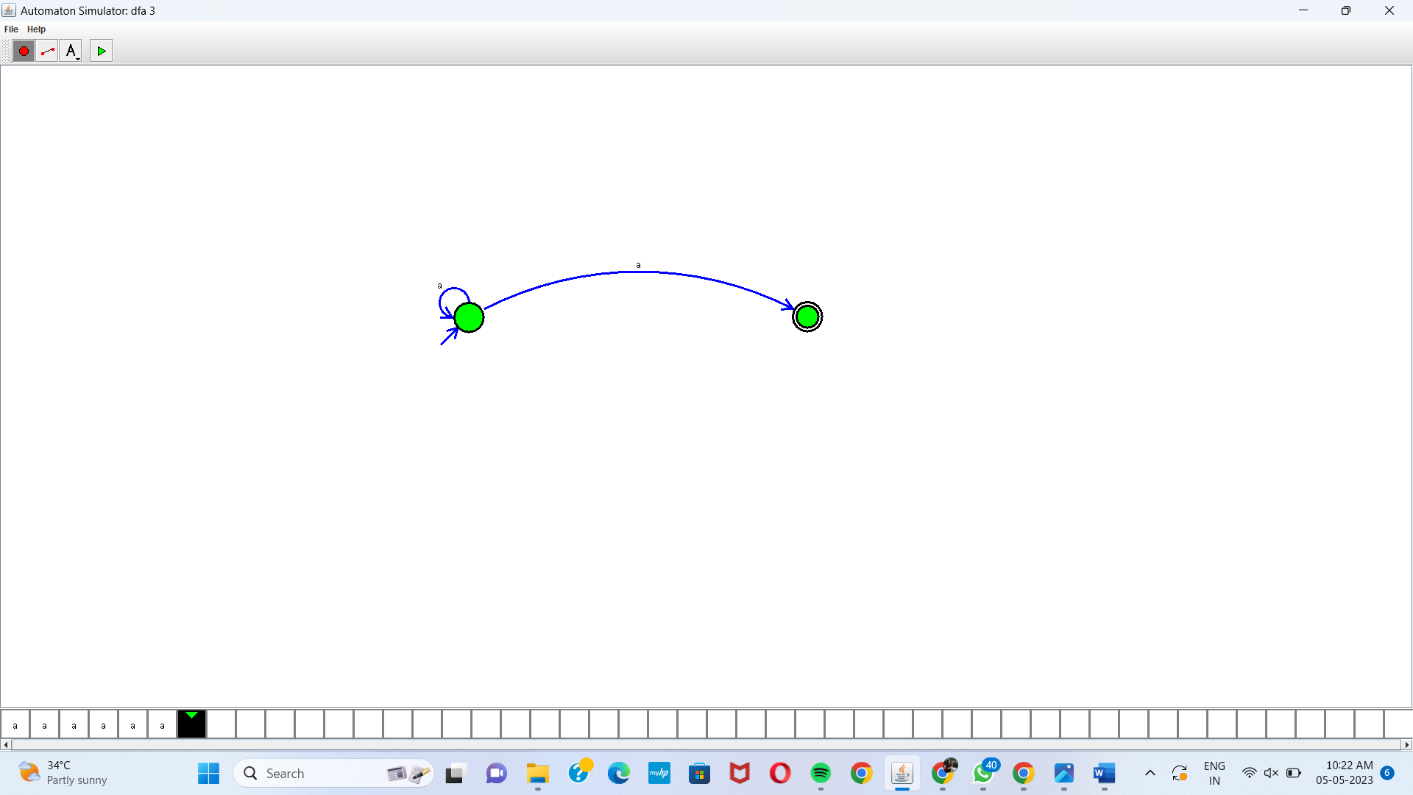 Automaton Simulator: dfa 3
File Help
A
a
a
a a a a a a
34°C
Partly sunny
Search
myhp
40
ENG
IN
10:22 AM
05-05-2023
6